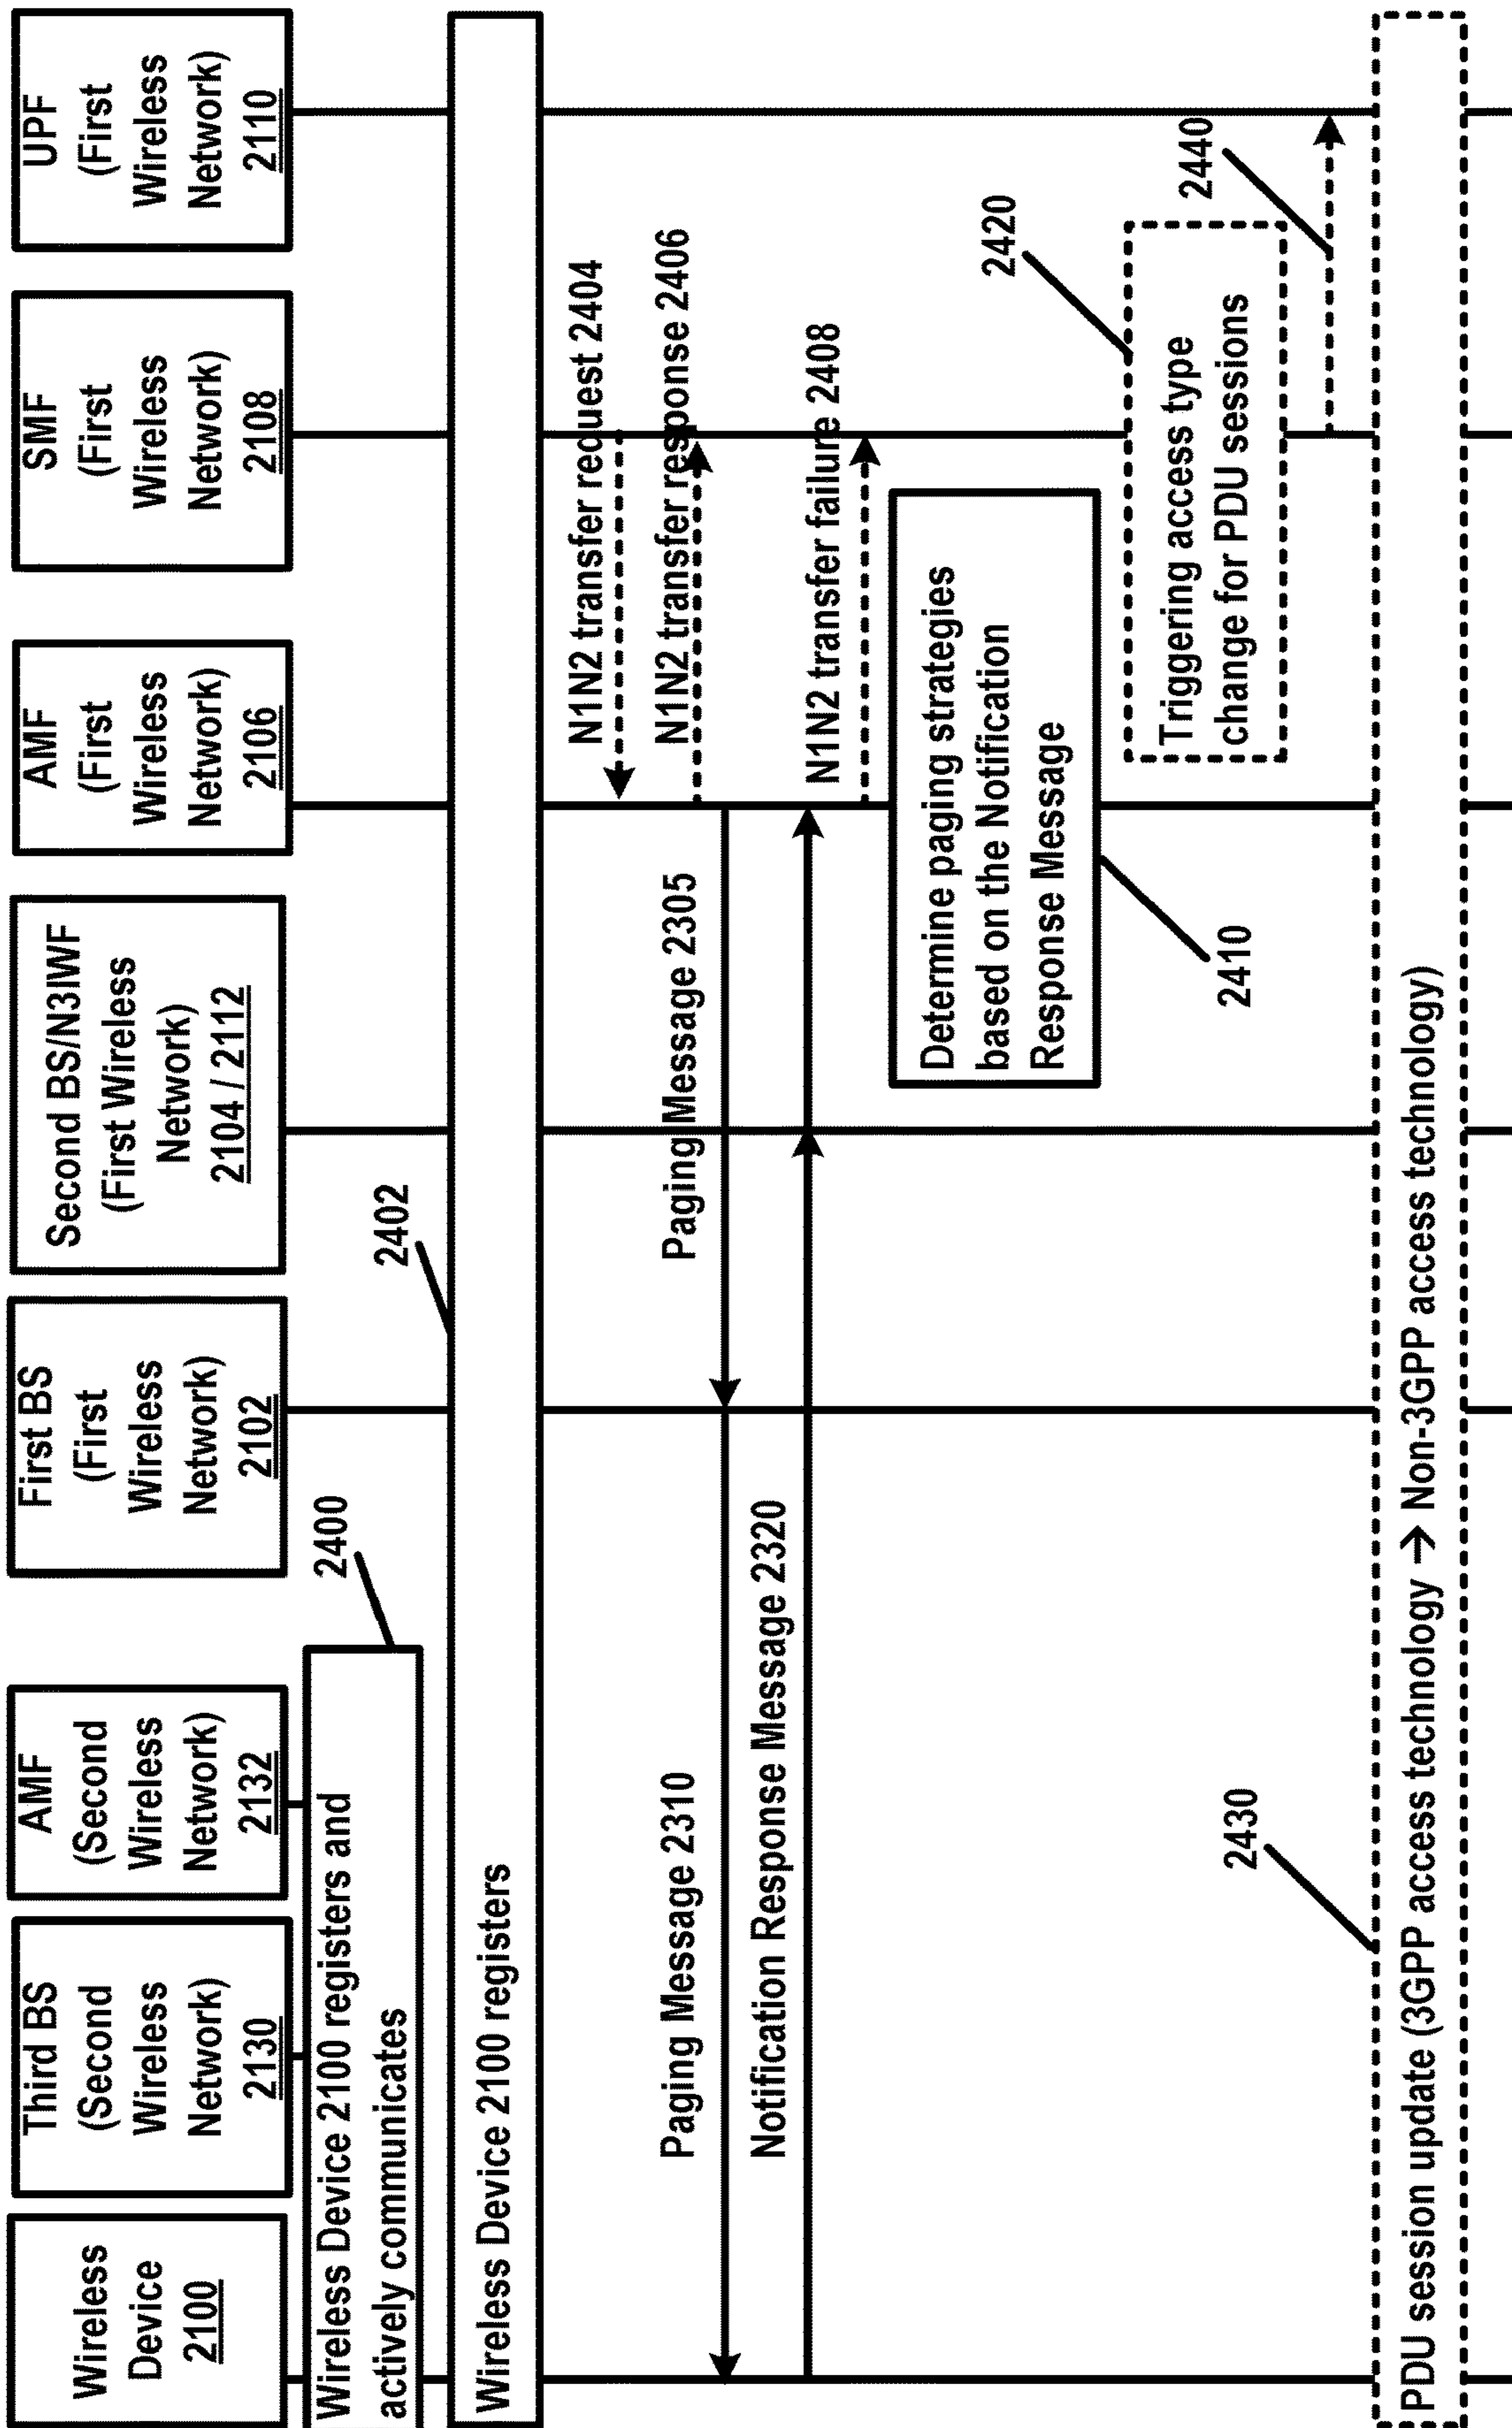 Wireless
Device
2100
Third BS
(Second
Wireless
Network)
2130
AMF
(Second
Wireless
Network)
2132
First BS
(First
Wireless
Network)
2102
Second BS/N3IWF
(First Wireless
Network)
2104 / 2112
AMF
(First
Wireless
Network)
2106
SMF
(First
Wireless
Network)
2108
UPF
(First
Wireless
Network)
2110
Wireless Device 2100 registers and
actively communicates
2400
2402
Wireless Device 2100 registers
N1N2 transfer request 2404
N1N2 transfer response 2406
Paging Message 2305
Paging Message 2310
Notification Response Message 2320
N1N2 transfer failure 2408
Determine paging strategies
based on the Notification
Response Message
2410
2420
Triggering access type
change for PDU sessions
2440
2430
PDU session update (3GPP access technology → Non-3GPP access technology)